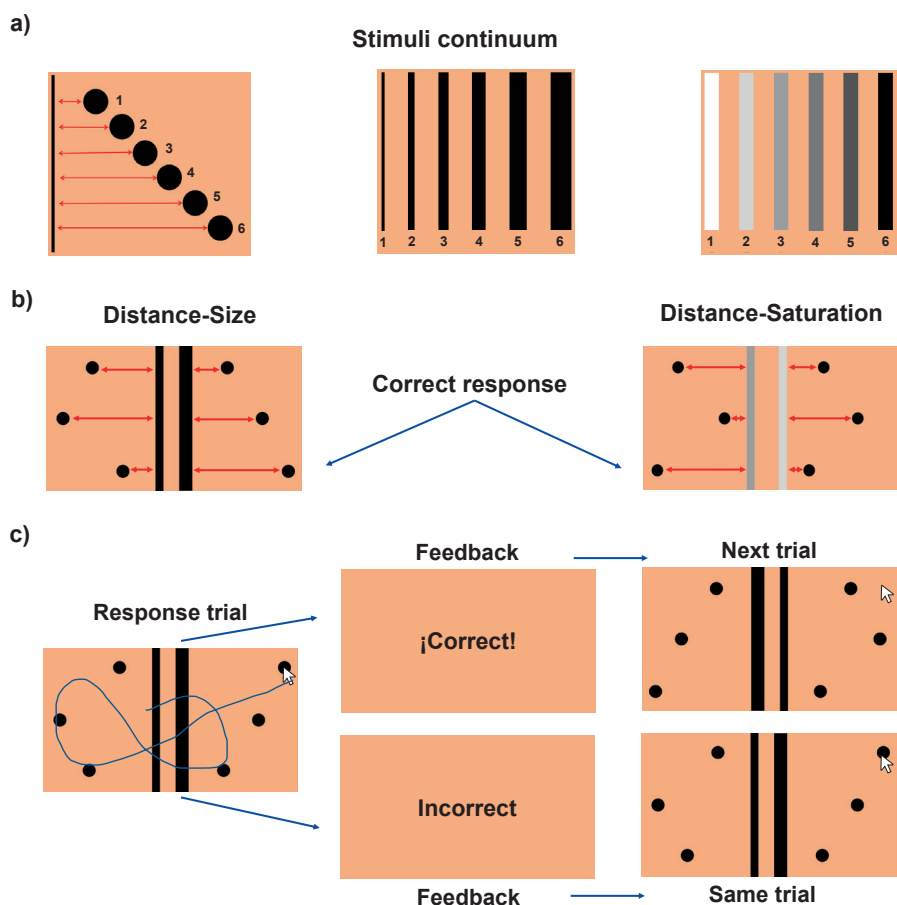 a)
Stimuli continuum
1
2
3
4
5
6
1 2 3 4 5 6
1 2 3 4 5 6
b)
Distance-Size
Distance-Saturation
Correct response
c)
Feedback
Next trial
Response trial
¡Correct!
Incorrect
Feedback
Same trial